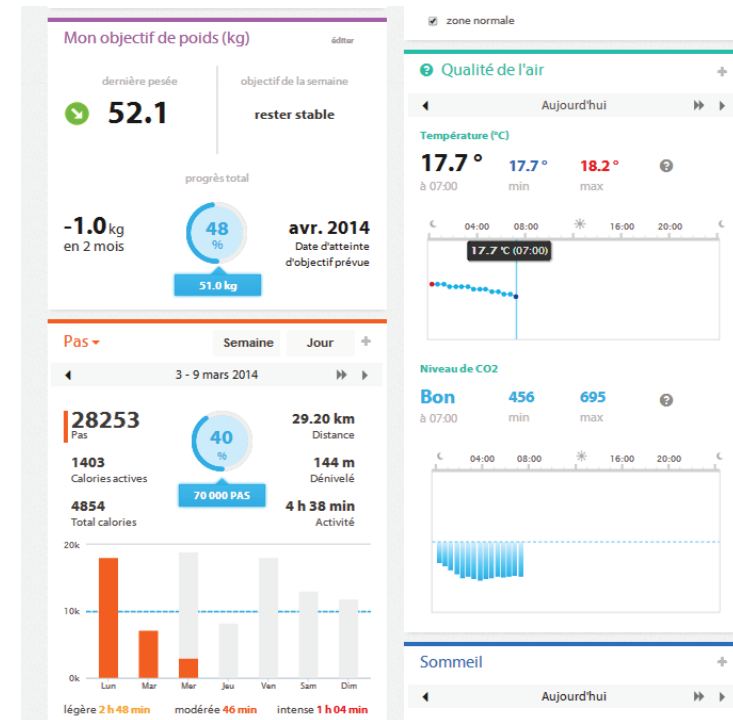 Mon objectif de poids (kg)
éditer
dernière pesée
objectif de la semaine
52.1
rester stable
progrès total
-1.0 kg
en 2 mois
48
%
51.0 kg
avr. 2014
Date d'atteinte
d'objectif prévue
Pas
Semaine
Jour
+
3 - 9 mars 2014
28253
Pas
1403
Calories actives
4854
Total calories
40
%
70 000 PAS
29.20 km
Distance
144 m
Dénivelé
4 h 38 min
Activité
20k
10k
0k
Lun Mar Mer Jeu Ven Sam Dim
légère 2 h 48 min modérée 46 min intense 1 h 04 min
zone normale
? Qualité de l'air +
Aujourd'hui
Température (°C)
17.7 ° 17.7 ° 18.2 ° ?
à 07:00 min max
04:00 08:00 16:00 20:00
17.7 °C (07:00)
Niveau de CO2
Bon 456 695 ?
à 07:00 min max
04:00 08:00 16:00 20:00
Sommeil +
Aujourd'hui